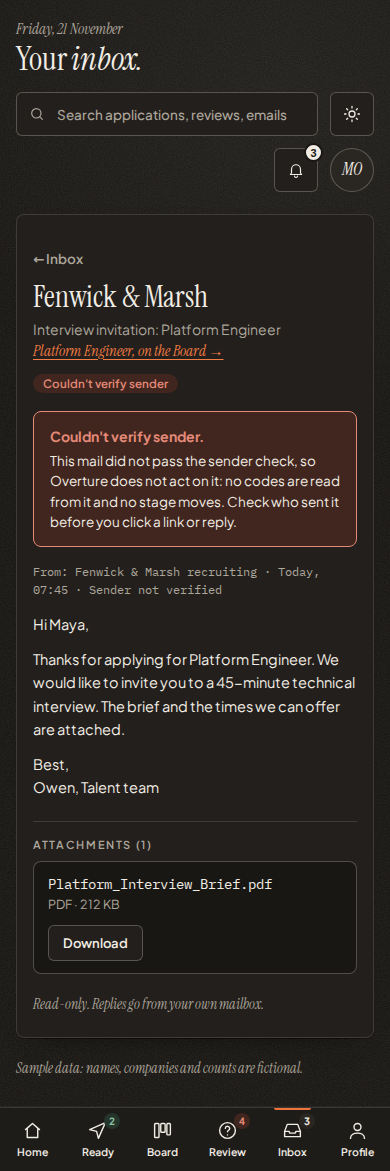 Friday, 21 November
Your inbox.
Search applications, reviews, emails
3
MO
← Inbox
Fenwick & Marsh
Interview invitation: Platform Engineer
Platform Engineer, on the Board →
Couldn't verify sender
Couldn't verify sender.
This mail did not pass the sender check, so
Overture does not act on it: no codes are read
from it and no stage moves. Check who sent it
before you click a link or reply.
From: Fenwick & Marsh recruiting · Today,
07:45 · Sender not verified
Hi Maya,
Thanks for applying for Platform Engineer. We
would like to invite you to a 45-minute technical
interview. The brief and the times we can offer
are attached.
Best,
Owen, Talent team
ATTACHMENTS (1)
Platform_Interview_Brief.pdf
PDF · 212 KB
Download
Read-only. Replies go from your own mailbox.
Sample data: names, companies and counts are fictional.
2
4
3
Home
Ready
Board
Review
Inbox
Profile